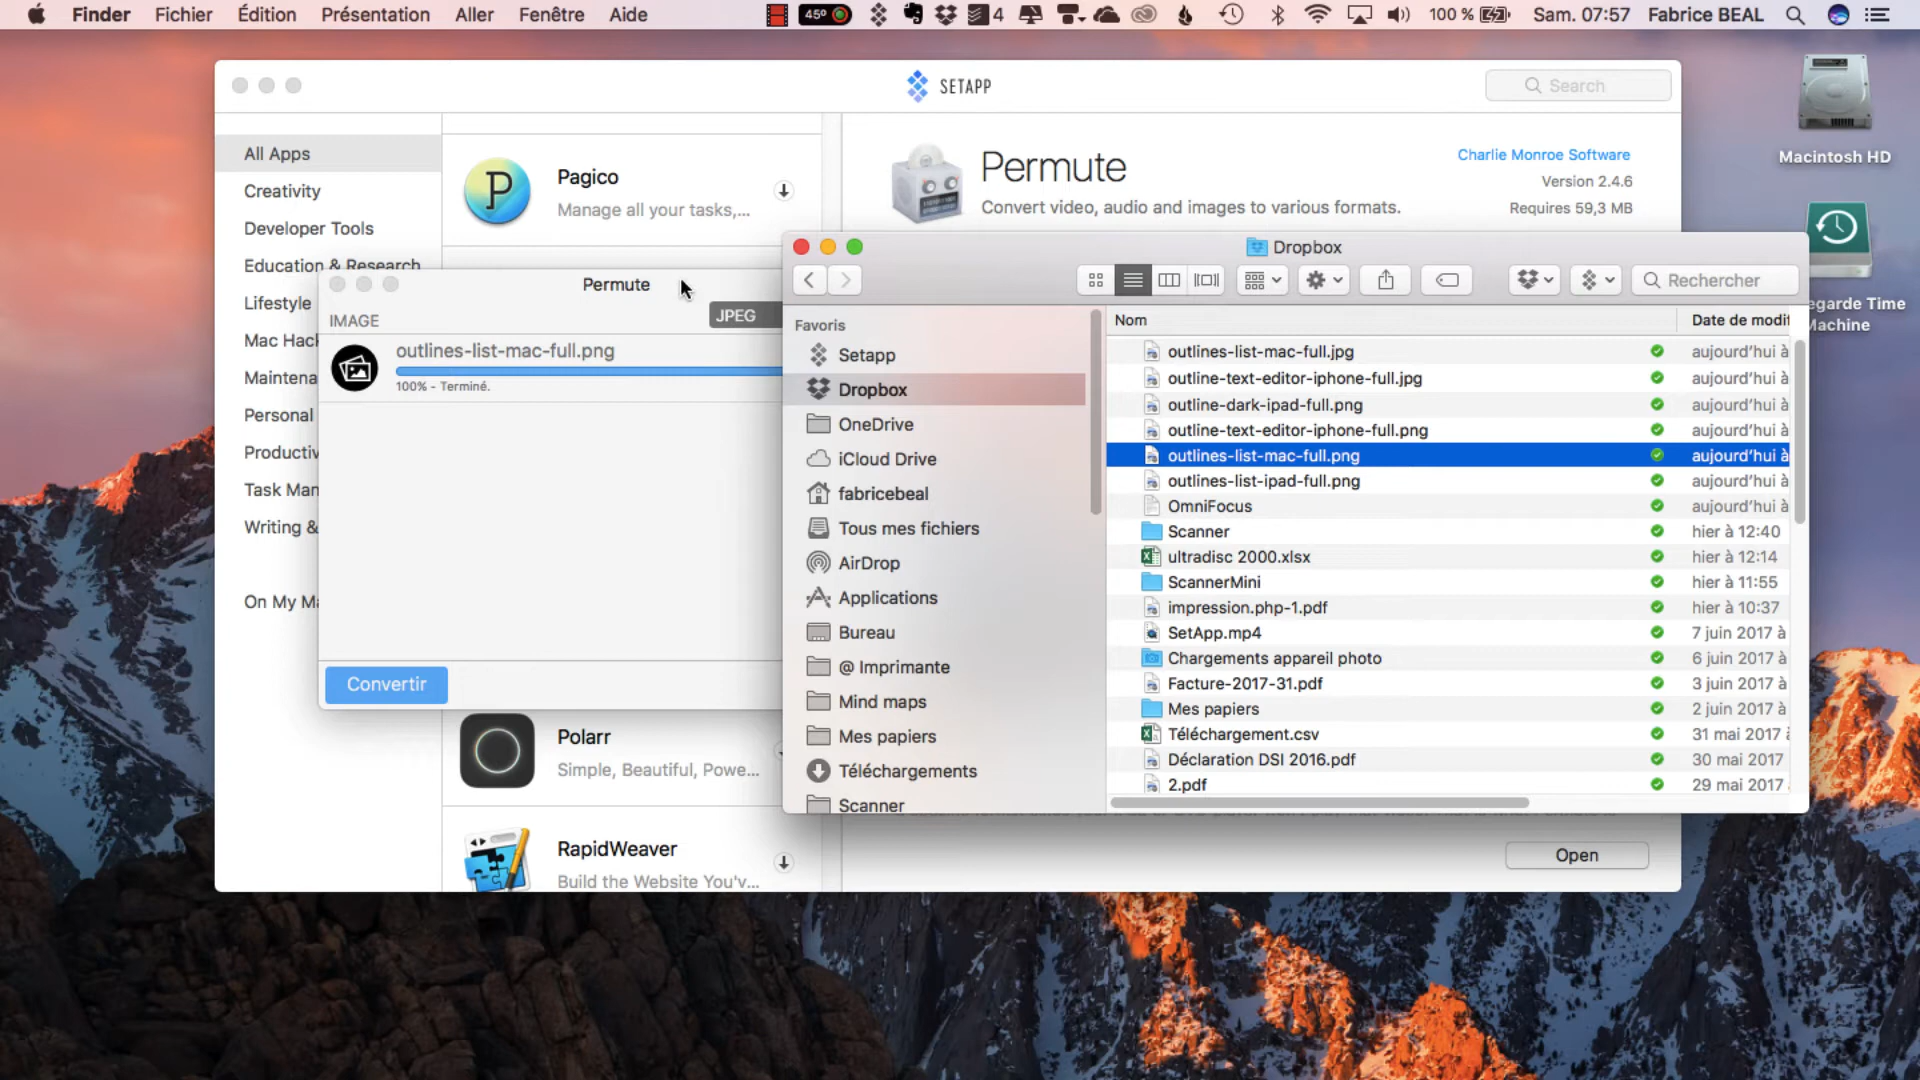 Finder Fichier Édition Présentation Aller Fenêtre Aide 45° 4 100 % Sam. 07:57 Fabrice BEAL
SETAPP
Search
Macintosh HD
egarde Time
Machine
All Apps
Creativity
Developer Tools
Education & Research
Lifestyle
Mac Hack
Maintena
Personal
Productiv
Task Man
Writing &
On My Ma
Pagico
Manage all your tasks,...
Permute
Convert video, audio and images to various formats.
Charlie Monroe Software
Version 2.4.6
Requires 59,3 MB
Permute
IMAGE
JPEG
outlines-list-mac-full.png
100% - Terminé.
Convertir
Polarr
Simple, Beautiful, Powe...
RapidWeaver
Build the Website You'v...
Open
Dropbox
Rechercher
Favoris
Setapp
Dropbox
OneDrive
iCloud Drive
fabricebeal
Tous mes fichiers
AirDrop
Applications
Bureau
@ Imprimante
Mind maps
Mes papiers
Téléchargements
Scanner
Nom Date de modif
outlines-list-mac-full.jpg aujourd'hui à
outline-text-editor-iphone-full.jpg aujourd'hui à
outline-dark-ipad-full.png aujourd'hui à
outline-text-editor-iphone-full.png aujourd'hui à
outlines-list-mac-full.png aujourd'hui à
outlines-list-ipad-full.png aujourd'hui à
OmniFocus aujourd'hui à
Scanner hier à 12:40
ultradisc 2000.xlsx hier à 12:14
ScannerMini hier à 11:55
impression.php-1.pdf hier à 10:37
SetApp.mp4 7 juin 2017 à
Chargements appareil photo 6 juin 2017 à
Facture-2017-31.pdf 3 juin 2017 à
Mes papiers 2 juin 2017 à
Téléchargement.csv 31 mai 2017
Déclaration DSI 2016.pdf 30 mai 2017
2.pdf 29 mai 2017